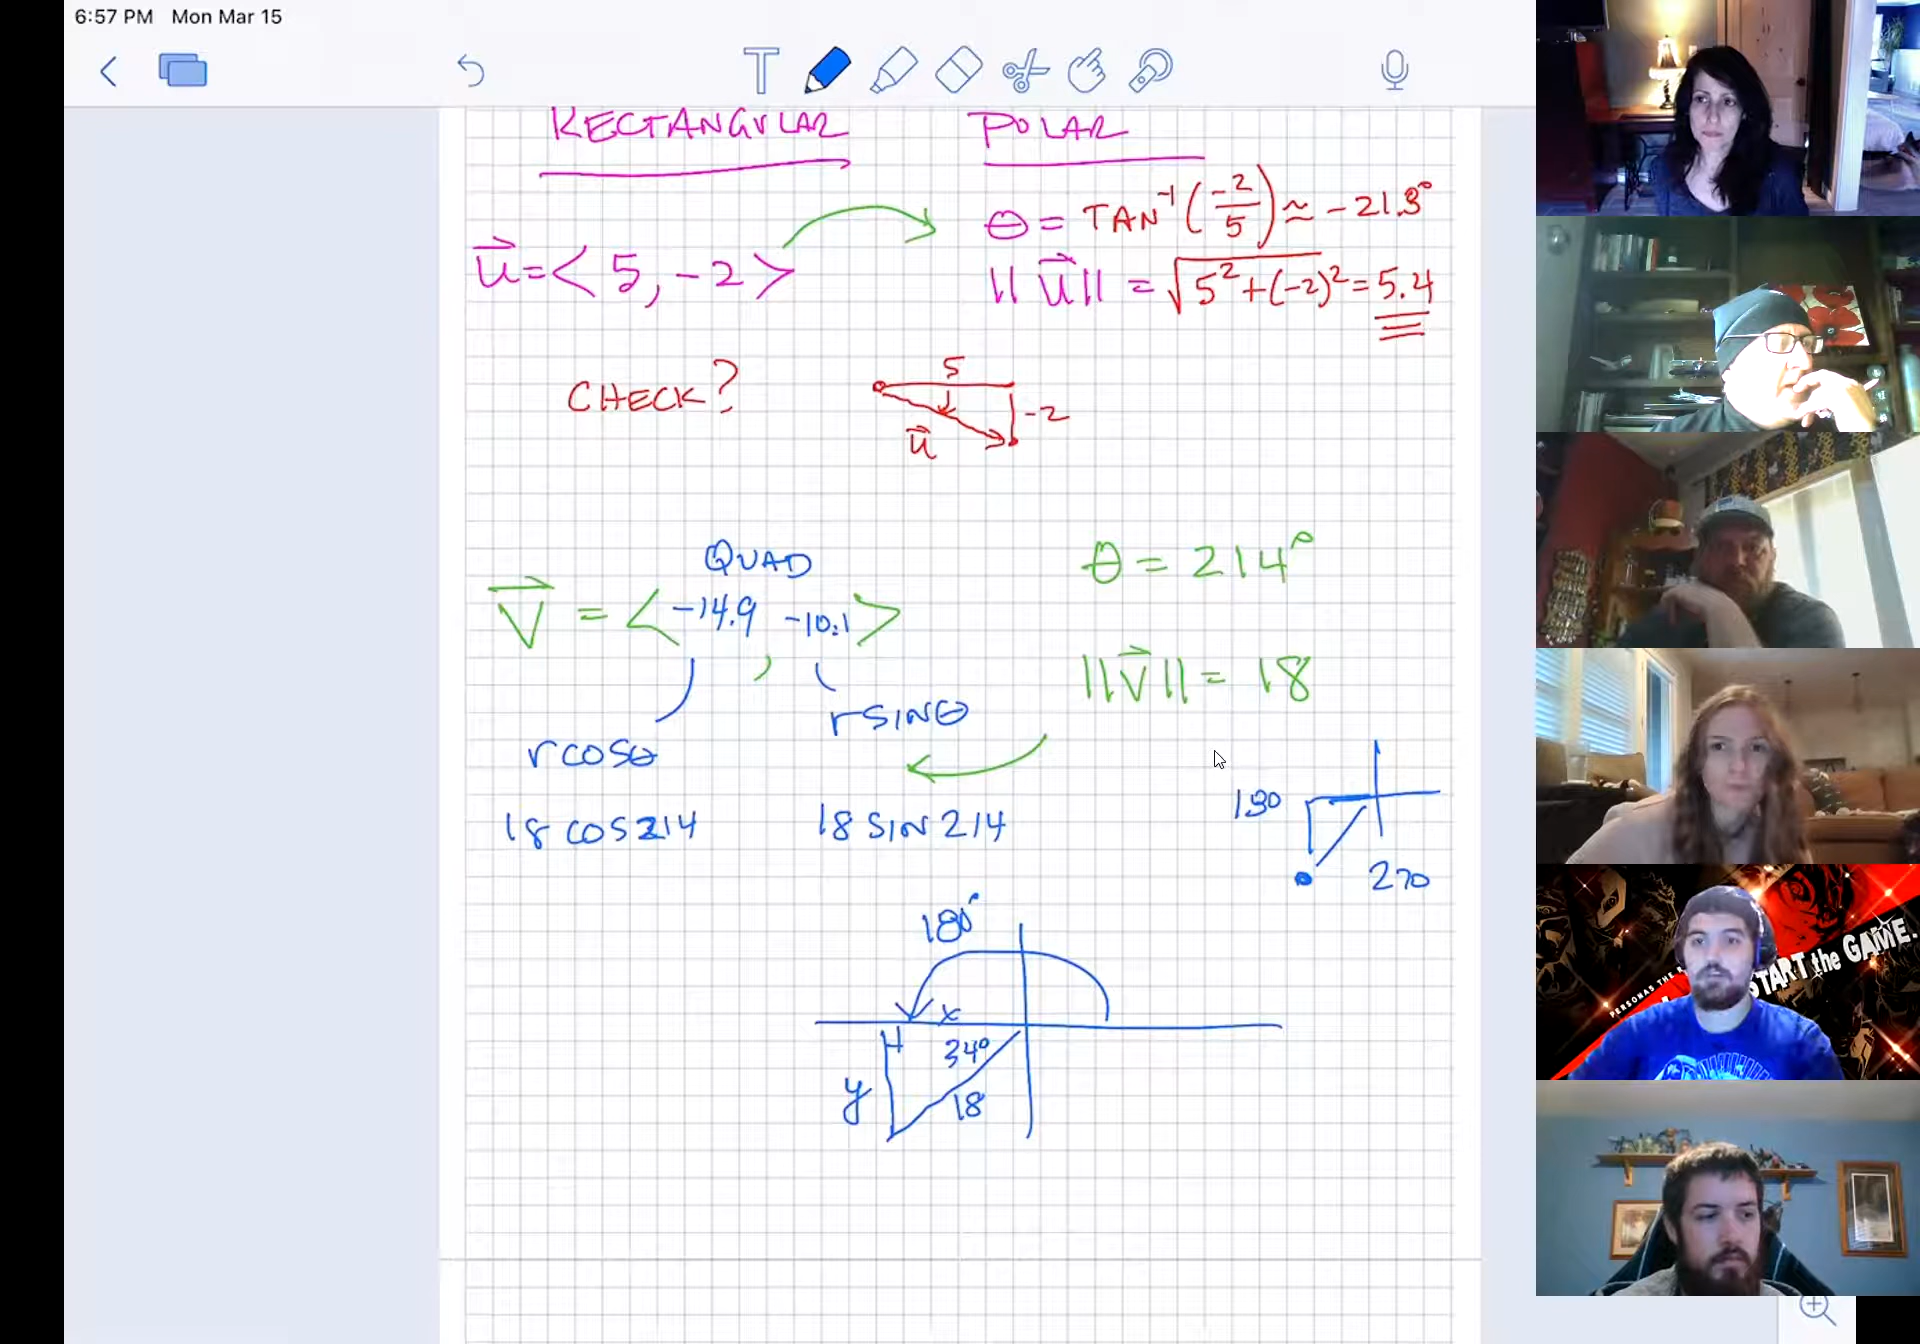 6:57 PM Mon Mar 15
RECTANGULAR
POLAR
θ = TAN⁻¹ (-2/5) ≈ -21.8°
u⃗ = < 5, -2 >
|| u⃗ || = √5² + (-2)² = 5.4
CHECK?
5
-2
u⃗
QUAD
θ = 214°
V⃗ = < -14.9 , -10.1 >
|| V⃗ || = 18
r SINθ
r COSθ
18 COS 214
18 SIN 214
180
270
180°
x
34°
y
18
START the GAME.